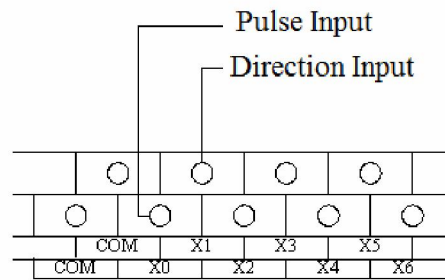 Pulse Input
Direction Input
COM X1 X3 X5
COM X0 X2 X4 X6